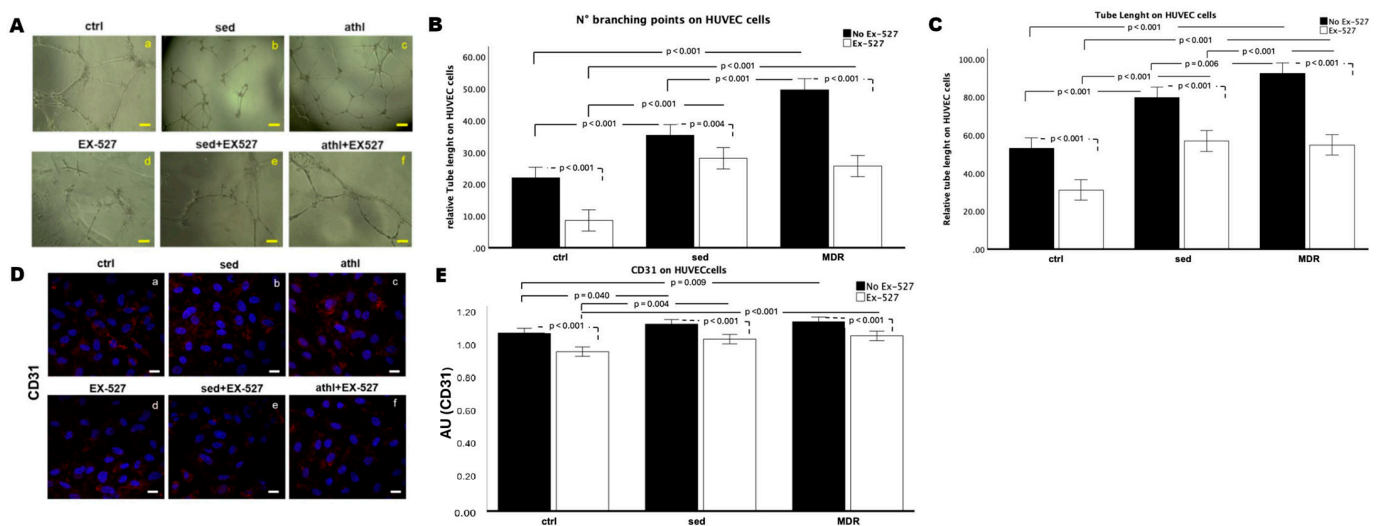 A
ctrl
sed
athl
a
b
c
EX-527
sed+EX527
athl+EX527
d
e
f
B
N° branching points on HUVEC cells
No Ex-527
Ex-527
relative Tube lenght on HUVEC cells
60.00
50.00
40.00
30.00
20.00
10.00
.00
p < 0.001
p < 0.001
p < 0.001
p < 0.001
p < 0.001
p < 0.001
p = 0.004
p < 0.001
ctrl
sed
MDR
C
Tube Lenght on HUVEC cells
No Ex-527
Ex-527
Relative tube lenght on HUVEC cells
100.00
80.00
60.00
40.00
20.00
.00
p < 0.001
p < 0.001
p < 0.001
p = 0.006
p < 0.001
p < 0.001
p < 0.001
p < 0.001
p < 0.001
ctrl
sed
MDR
D
ctrl
sed
athl
a
b
c
CD31
EX-527
sed+EX-527
athl+EX-527
d
e
f
E
CD31 on HUVECcells
No Ex-527
Ex-527
AU (CD31)
1.20
1.00
0.80
0.60
0.40
0.20
0.00
p = 0.009
p = 0.040
p = 0.004
p < 0.001
p < 0.001
p < 0.001
p < 0.001
ctrl
sed
MDR